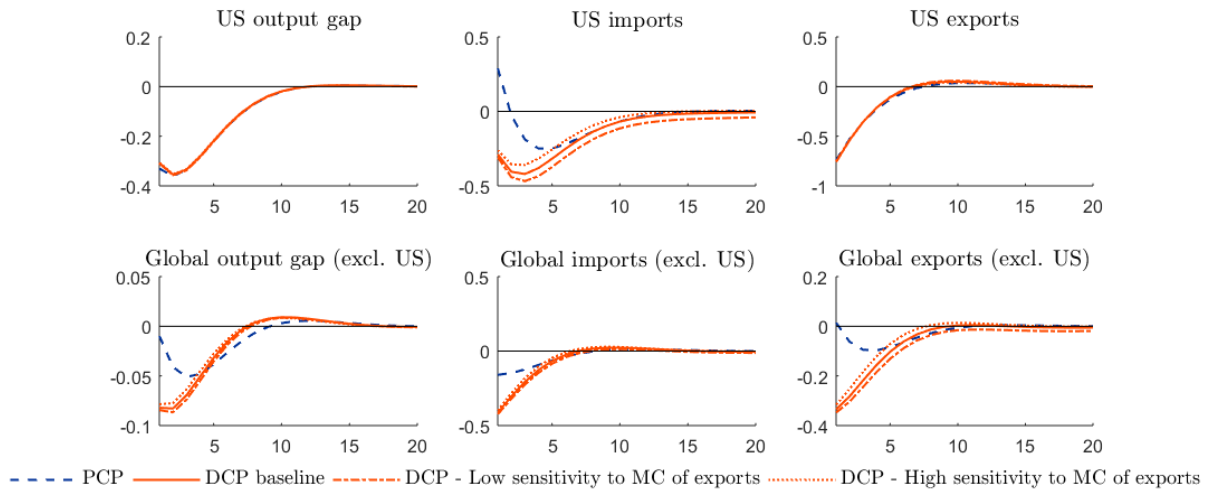 US output gap
US imports
US exports
0.2
0
-0.2
-0.4
5 10 15 20
0.5
0
-0.5
5 10 15 20
0.5
0
-0.5
-1
5 10 15 20
Global output gap (excl. US)
Global imports (excl. US)
Global exports (excl. US)
0.05
0
-0.05
-0.1
5 10 15 20
0.5
0
-0.5
5 10 15 20
0.2
0
-0.2
-0.4
5 10 15 20
PCP
DCP baseline
DCP - Low sensitivity to MC of exports
DCP - High sensitivity to MC of exports